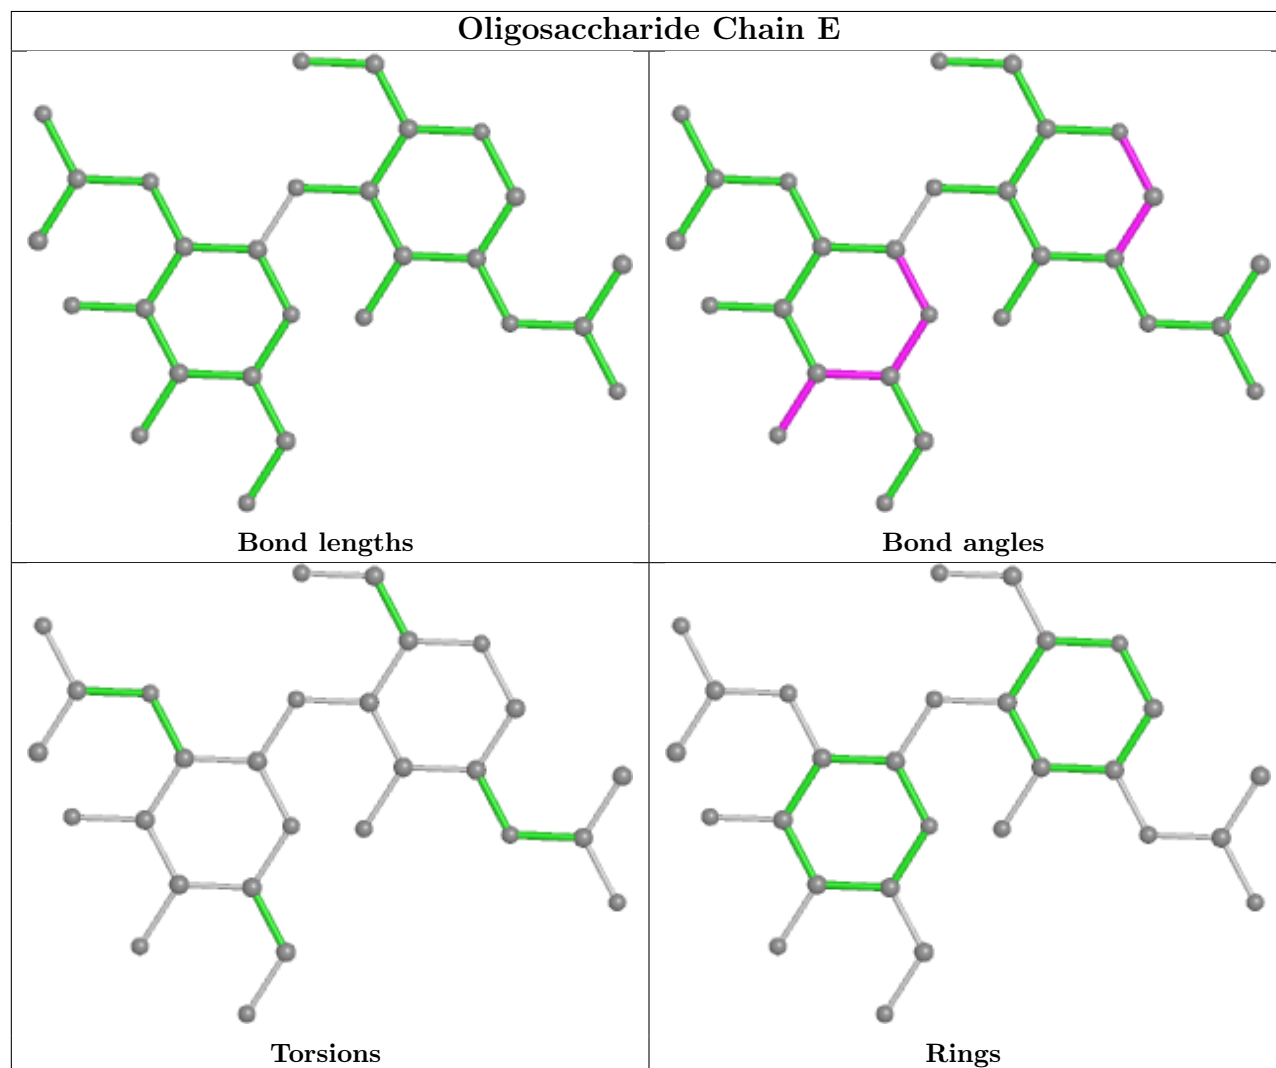 Oligosaccharide Chain E
Bond lengths
Bond angles
Torsions
Rings